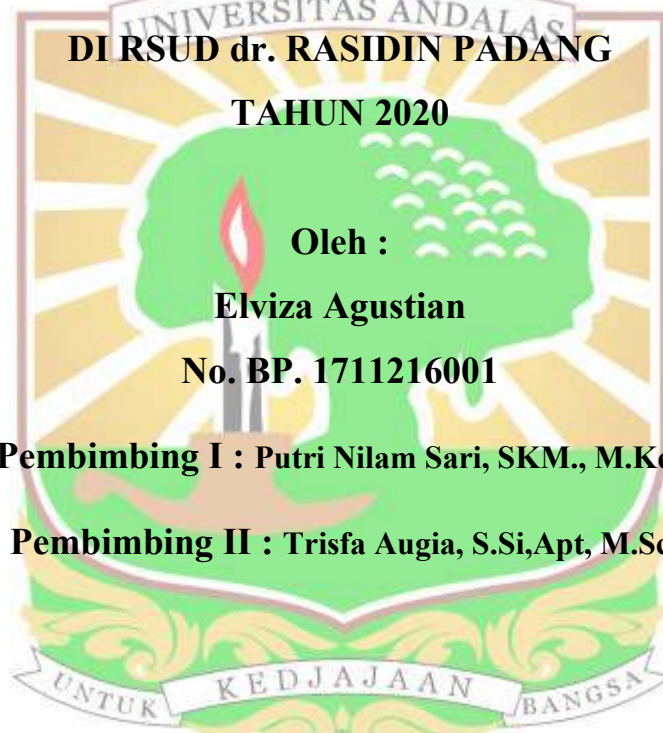 UNIVERSITAS ANDALAS
DI RSUD dr. RASIDIN PADANG
TAHUN 2020
Oleh :
Elviza Agustian
No. BP. 1711216001
Pembimbing I : Putri Nilam Sari, SKM., M.Ke
Pembimbing II : Trisfa Augia, S.Si,Apt, M.Sc
UNTUK KEDJAJAAN BANGSA